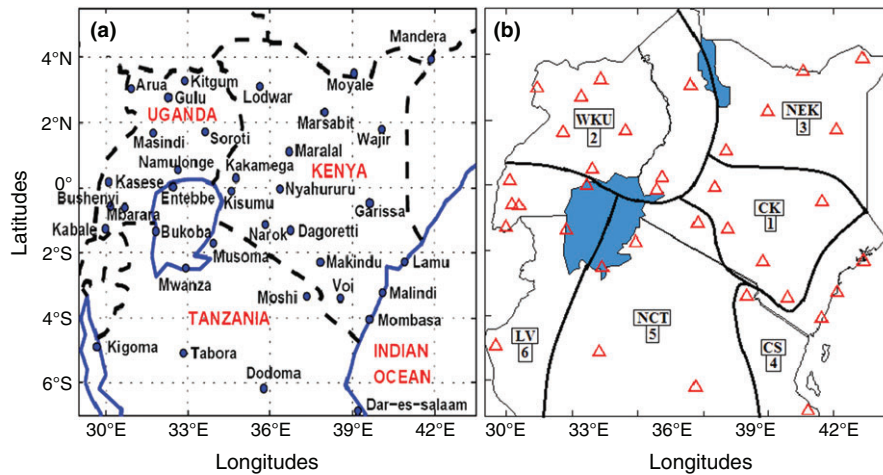 (a)
Mandera
4°N
Arua
Kitgum
Gulu
Lodwar
Moyale
UGANDA
Marsabit
2°N
Masindi
Soroti
Wajir
Maralal
Namulonge
Kakamega
KENYA
0°
Kasese
Entebbe
Nyahururu
Bushenyi
Kisumu
Mbarara
Garissa
Kabale
Bukoba
Narok
Dagoretti
2°S
Musoma
Makindu
Lamu
Mwanza
Moshi
Voi
Malindi
TANZANIA
4°S
Mombasa
Kigoma
Tabora
INDIAN
OCEAN
Dodoma
6°S
Dar-es-salaam
30°E
33°E
36°E
39°E
42°E
Longitudes
Latitudes
(b)
WKU
2
NEK
3
CK
1
LV
6
NCT
5
CS
4
30°E
33°E
36°E
39°E
42°E
Longitudes